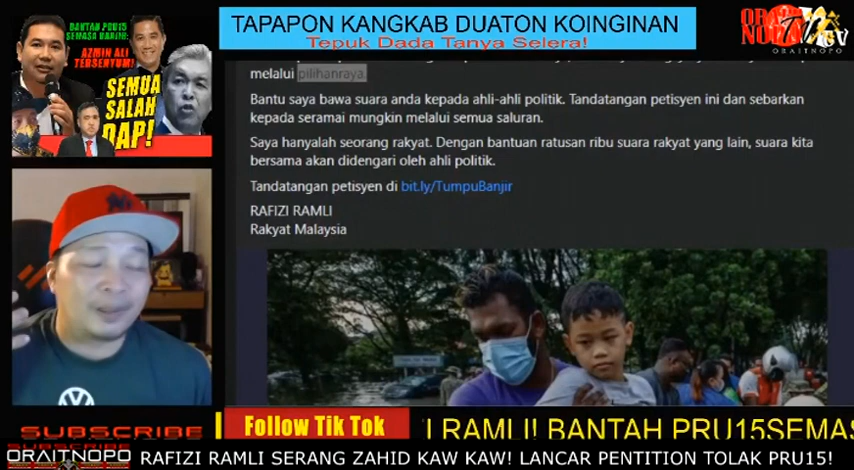 BANTAH PRU15
SEMASA BANJIR!
AZMIN ALI
TERSENYUM!
SEMUA
SALAH
DAP!
TAPAPON KANGKAB DUATON KOINGINAN
Tepuk Dada Tanya Selera!
ORAITNOPO
melalui pilihanraya.
Bantu saya bawa suara anda kepada ahli-ahli politik. Tandatangan petisyen ini dan sebarkan
kepada seramai mungkin melalui semua saluran.
Saya hanyalah seorang rakyat. Dengan bantuan ratusan ribu suara rakyat yang lain, suara kita
bersama akan didengari oleh ahli politik.
Tandatangan petisyen di bit.ly/TumpuBanjir
RAFIZI RAMLI
Rakyat Malaysia
SUBSCRIBE
Follow Tik Tok
I RAMLI! BANTAH PRU15SEMAS
ORAITNOPO
RAFIZI RAMLI SERANG ZAHID KAW KAW! LANCAR PENTITION TOLAK PRU15!